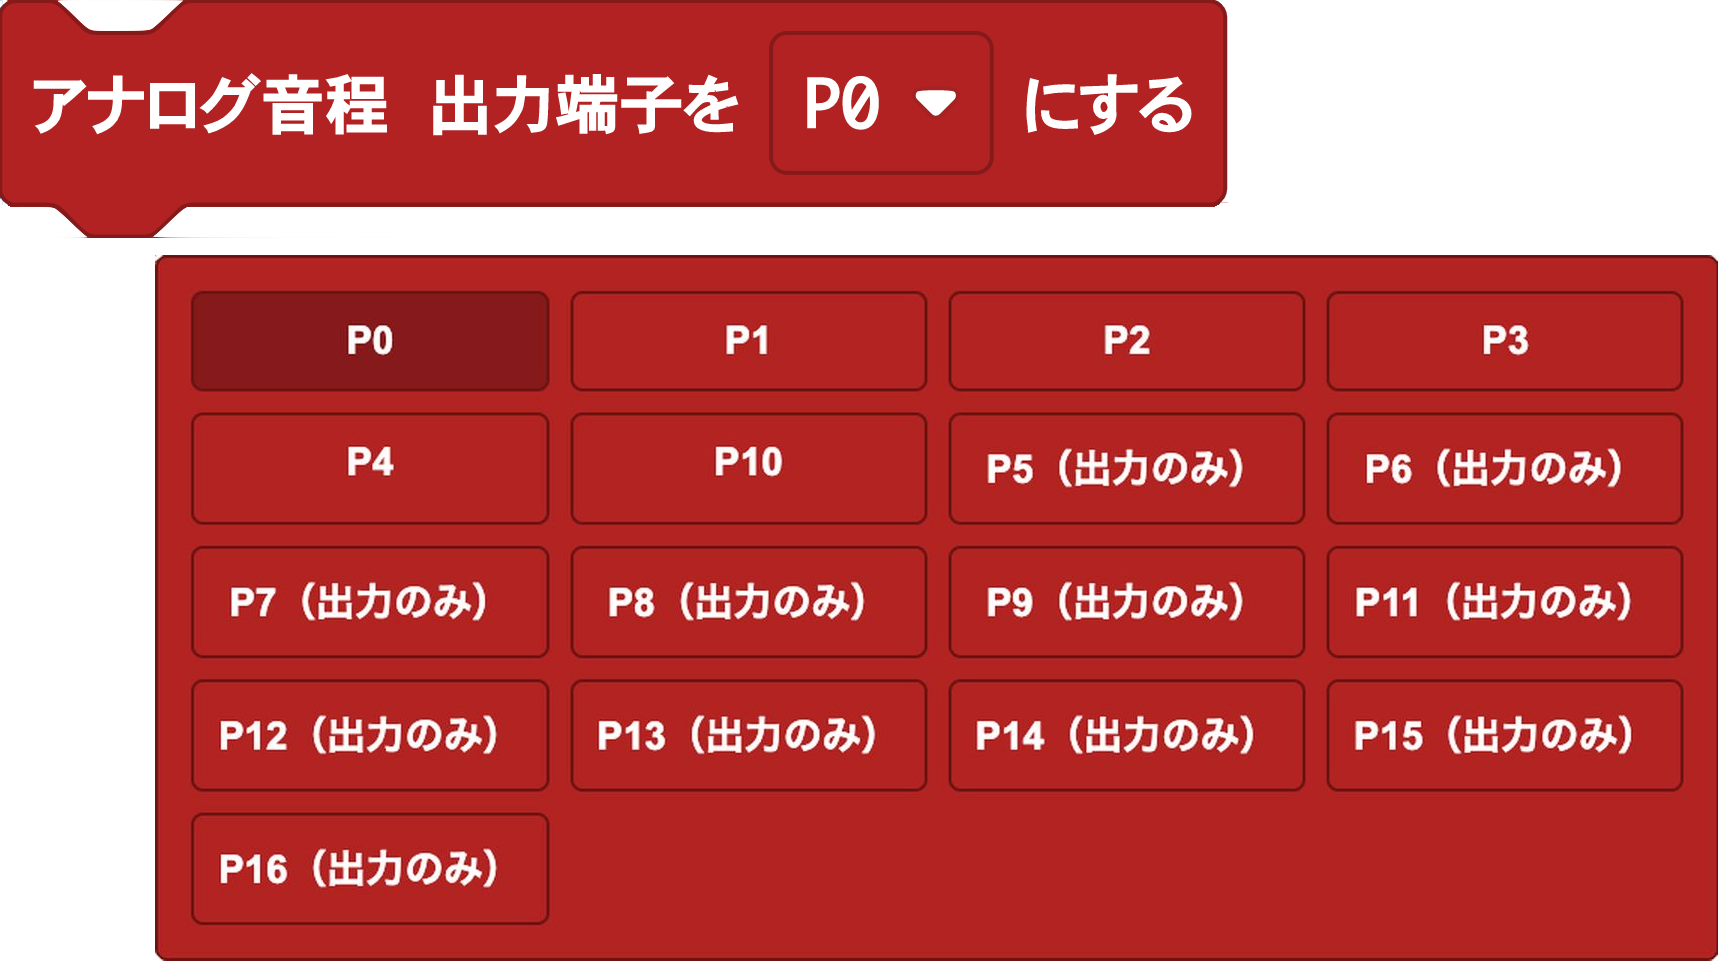 アナログ音程 出力端子を P0 にする
P0 P1 P2 P3
P4 P10 P5（出力のみ） P6（出力のみ）
P7（出力のみ） P8（出力のみ） P9（出力のみ） P11（出力のみ）
P12（出力のみ） P13（出力のみ） P14（出力のみ） P15（出力のみ）
P16（出力のみ）